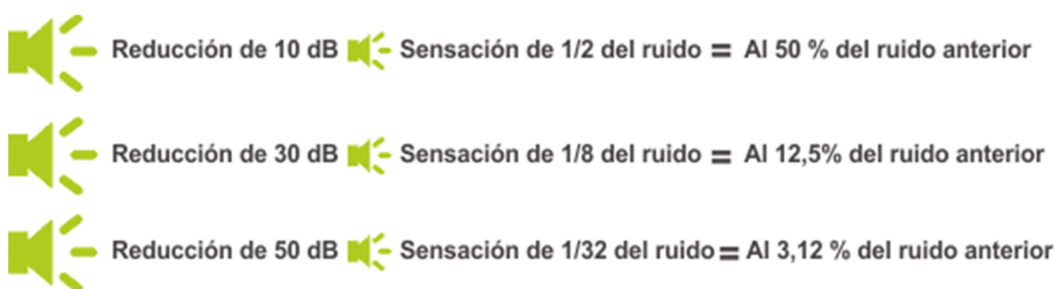 Reducción de 10 dB Sensación de 1/2 del ruido = Al 50 % del ruido anterior
Reducción de 30 dB Sensación de 1/8 del ruido = Al 12,5% del ruido anterior
Reducción de 50 dB Sensación de 1/32 del ruido = Al 3,12 % del ruido anterior